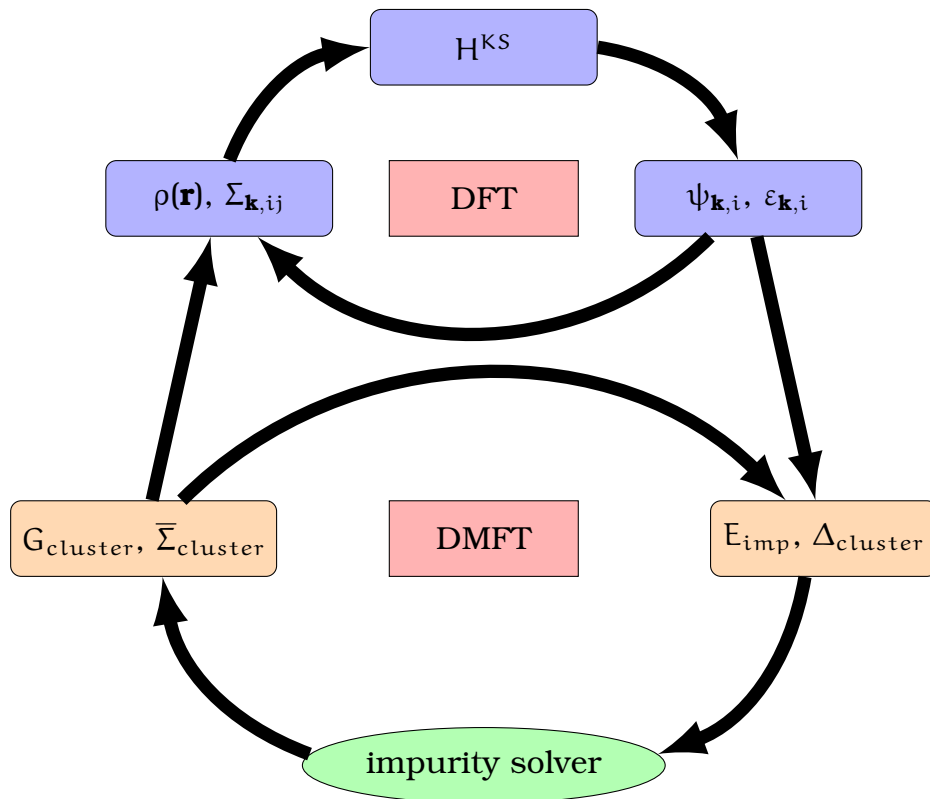 H^KS
ρ(𝐫), Σ_𝐤,ij
DFT
ψ_𝐤,i, ε_𝐤,i
G_cluster, Σ̅_cluster
DMFT
E_imp, Δ_cluster
impurity solver